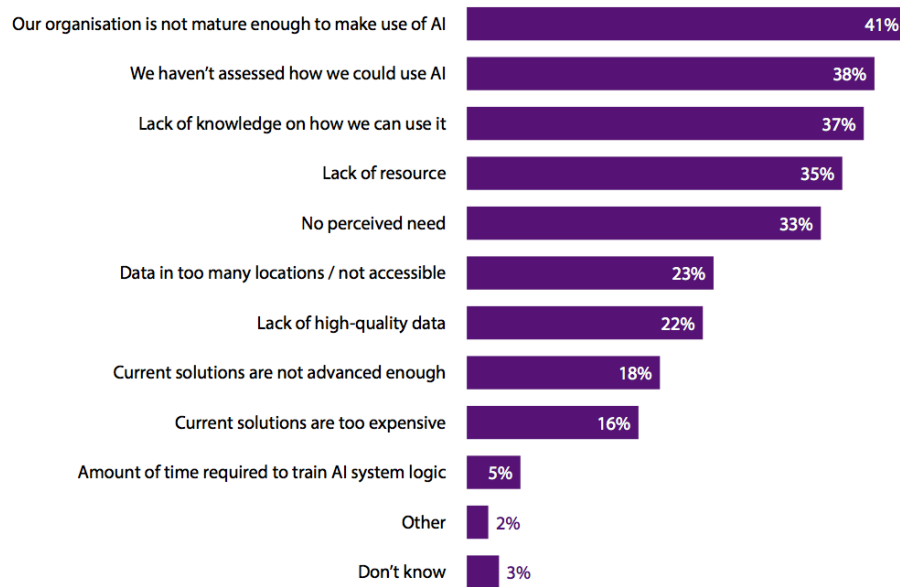 Our organisation is not mature enough to make use of AI 41%
We haven't assessed how we could use AI 38%
Lack of knowledge on how we can use it 37%
Lack of resource 35%
No perceived need 33%
Data in too many locations / not accessible 23%
Lack of high-quality data 22%
Current solutions are not advanced enough 18%
Current solutions are too expensive 16%
Amount of time required to train AI system logic 5%
Other 2%
Don't know 3%